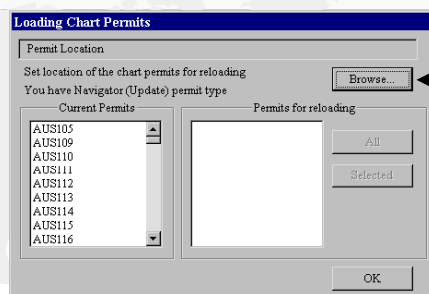 Loading Chart Permits
Permit Location
Set location of the chart permits for reloading
You have Navigator (Update) permit type
Browse...
Current Permits
Permits for reloading
AUS105
AUS109
AUS110
AUS111
AUS112
AUS113
AUS114
AUS115
AUS116
All
Selected
OK